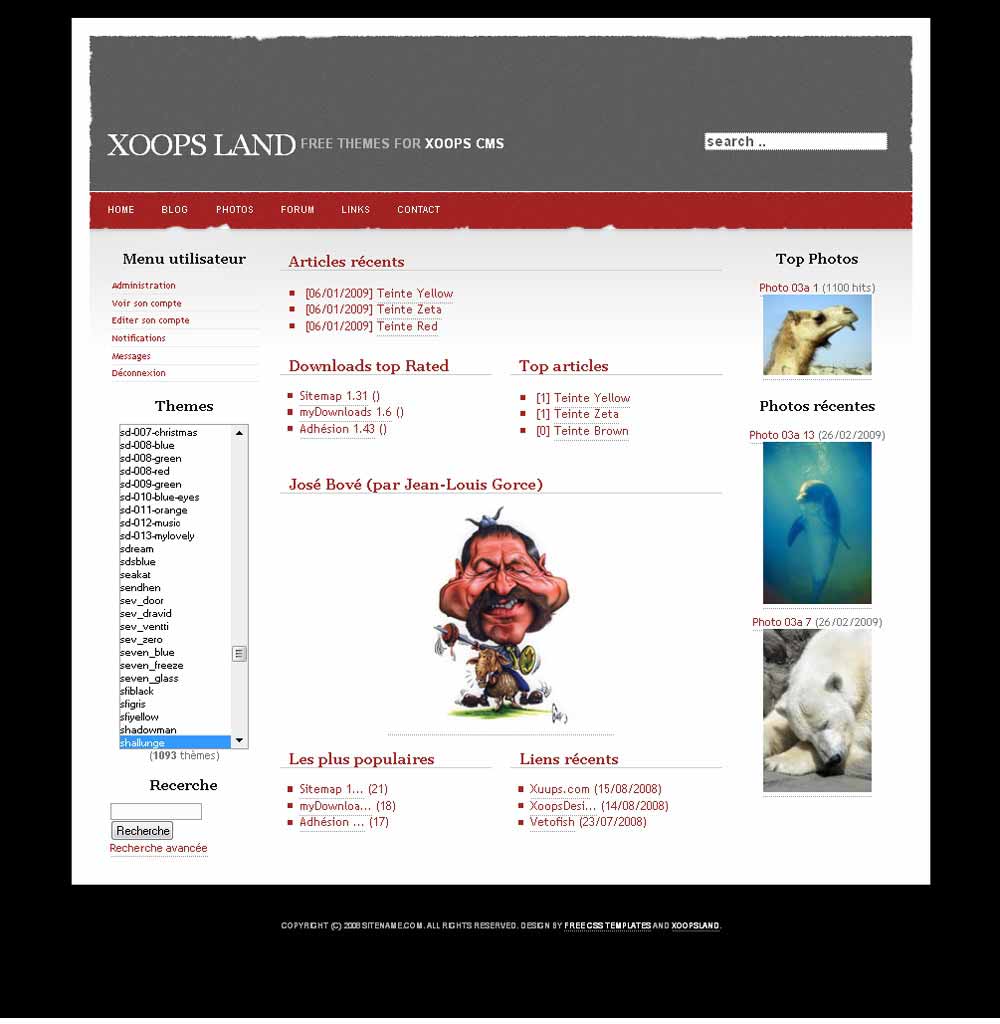 XOOPS LAND FREE THEMES FOR XOOPS CMS
search ..
HOME BLOG PHOTOS FORUM LINKS CONTACT
Menu utilisateur
Administration
Voir son compte
Editer son compte
Notifications
Messages
Déconnexion
Themes
sd-007-christmas
sd-008-blue
sd-008-green
sd-008-red
sd-009-green
sd-010-blue-eyes
sd-011-orange
sd-012-music
sd-013-mylovely
sdream
sdsblue
seakat
sendhen
sev_door
sev_dravid
sev_ventti
sev_zero
seven_blue
seven_freeze
seven_glass
sfiblack
sfigris
sfiyellow
shadowman
shallunge
(1093 thèmes)
Recerche
Recherche
Recherche avancée
Articles récents
[06/01/2009] Teinte Yellow
[06/01/2009] Teinte Zeta
[06/01/2009] Teinte Red
Downloads top Rated
Sitemap 1.31 ()
myDownloads 1.6 ()
Adhésion 1.43 ()
Top articles
[1] Teinte Yellow
[1] Teinte Zeta
[0] Teinte Brown
José Bové (par Jean-Louis Gorce)
Les plus populaires
Sitemap 1... (21)
myDownloa... (18)
Adhésion ... (17)
Liens récents
Xuups.com (15/08/2008)
XoopsDesi... (14/08/2008)
Vetofish (23/07/2008)
Top Photos
Photo 03a 1 (1100 hits)
Photos récentes
Photo 03a 13 (26/02/2009)
Photo 03a 7 (26/02/2009)
COPYRIGHT (C) 2008 SITENAME.COM. ALL RIGHTS RESERVED. DESIGN BY FREE CSS TEMPLATES AND XOOPSLAND.